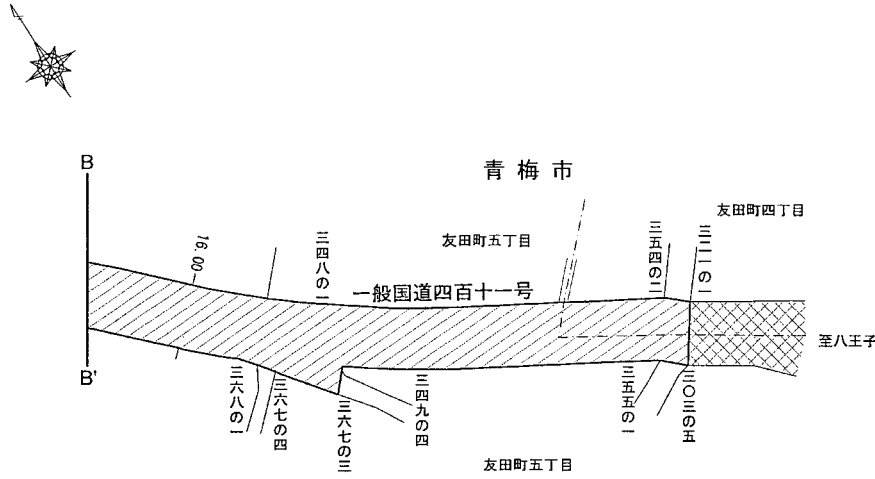 青梅市
友田町四丁目
友田町五丁目
B
16.00
三四八の一
三五四の二
三二一の一
一般国道四百十一号
至八王子
B'
三六八の一
三六七の四
三六七の三
三四九の四
三五五の一
三〇三の五
友田町五丁目